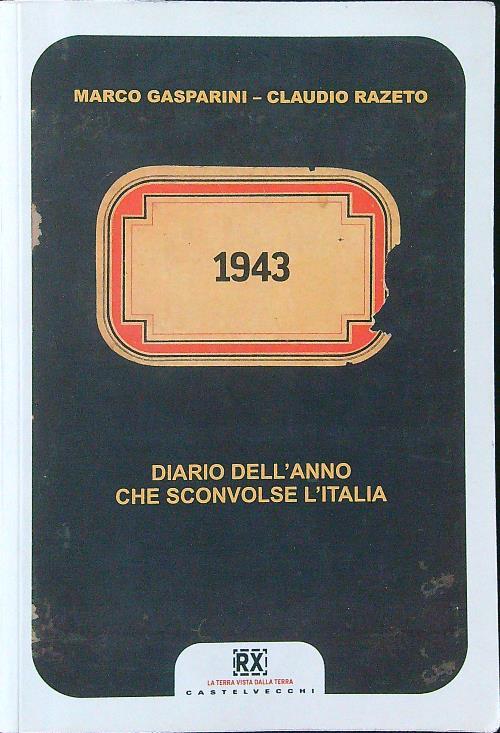 MARCO GASPARINI – CLAUDIO RAZETO
1943
DIARIO DELL'ANNO
CHE SCONVOLSE L'ITALIA
RX
LA TERRA VISTA DALLA TERRA
CASTELVECCHI